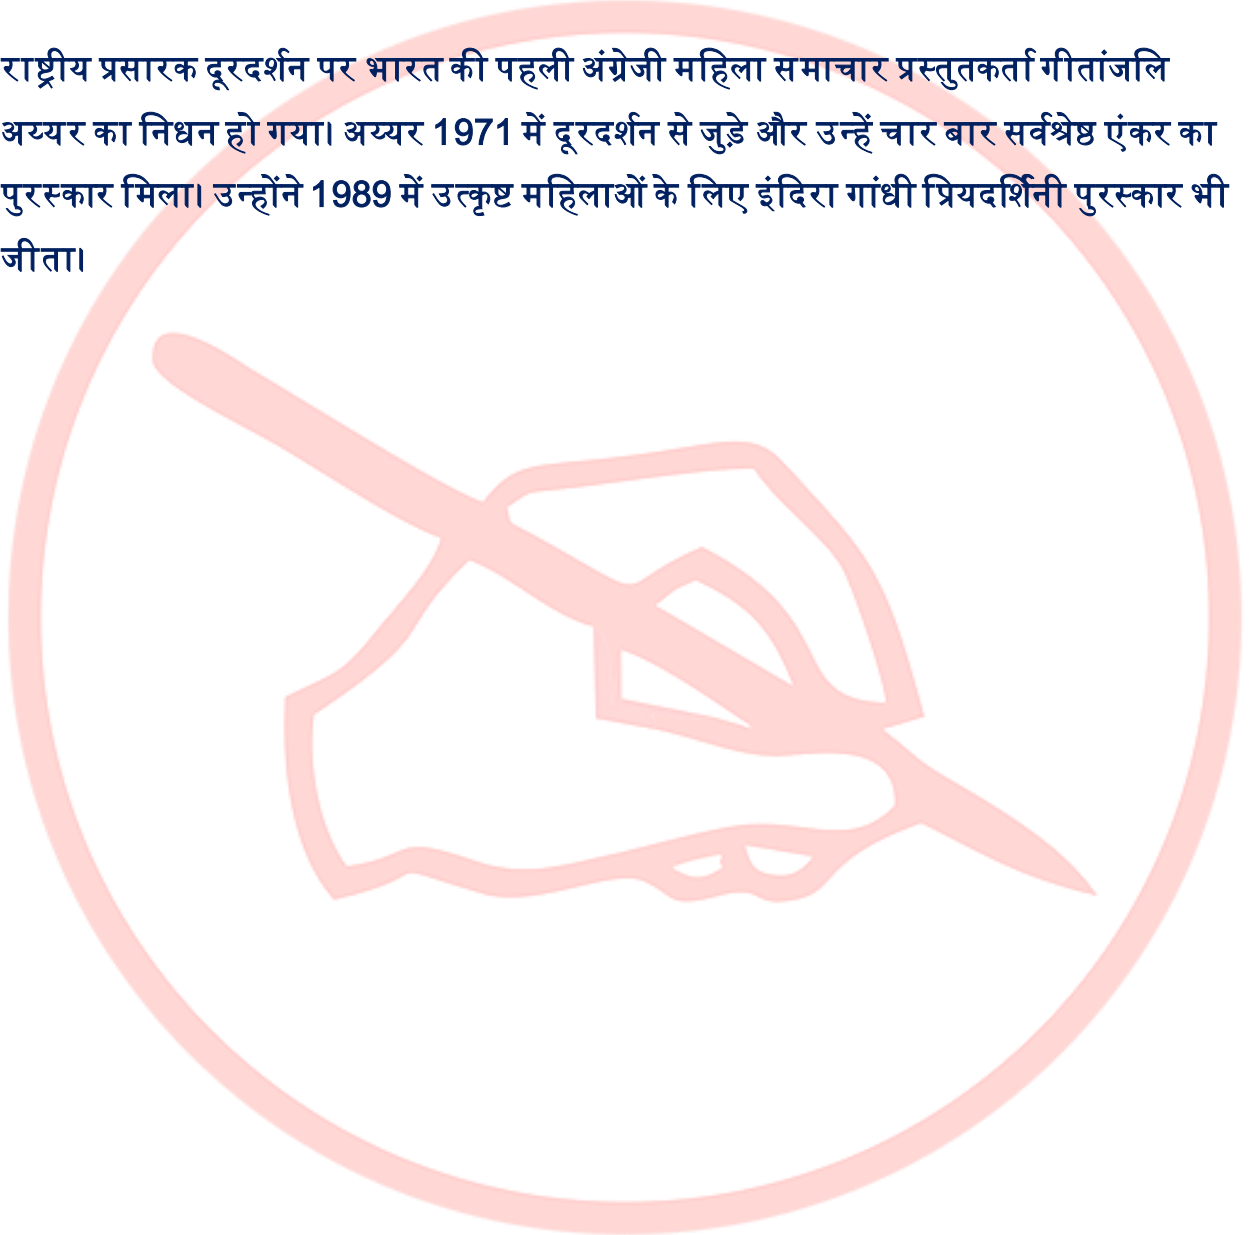 राष्ट्रीय प्रसारक दूरदर्शन पर भारत की पहली अंग्रेजी महिला समाचार प्रस्तुतकर्ता गीतांजलि
अय्यर का निधन हो गया। अय्यर 1971 में दूरदर्शन से जुड़े और उन्हें चार बार सर्वश्रेष्ठ एंकर का
पुरस्कार मिला। उन्होंने 1989 में उत्कृष्ट महिलाओं के लिए इंदिरा गांधी प्रियदर्शिनी पुरस्कार भी
जीता।